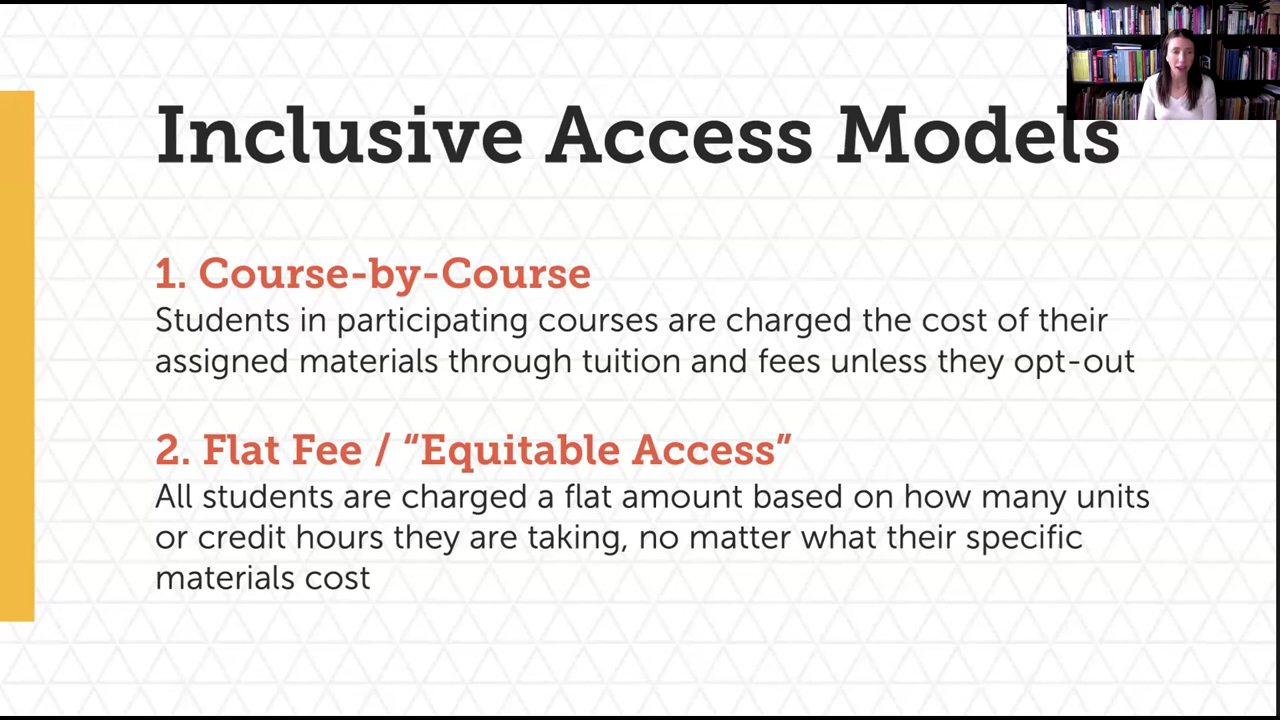 Inclusive Access Models
1. Course-by-Course
Students in participating courses are charged the cost of their
assigned materials through tuition and fees unless they opt-out
2. Flat Fee / “Equitable Access”
All students are charged a flat amount based on how many units
or credit hours they are taking, no matter what their specific
materials cost